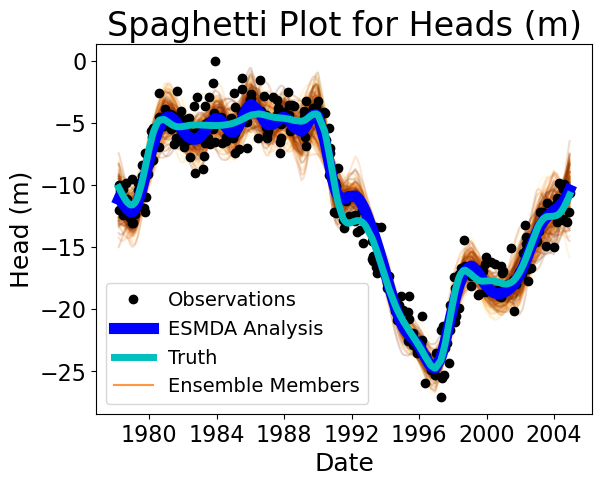 Spaghetti Plot for Heads (m)
Head (m)
0
−5
−10
−15
−20
−25
Observations
ESMDA Analysis
Truth
Ensemble Members
1980 1984 1988 1992 1996 2000 2004
Date